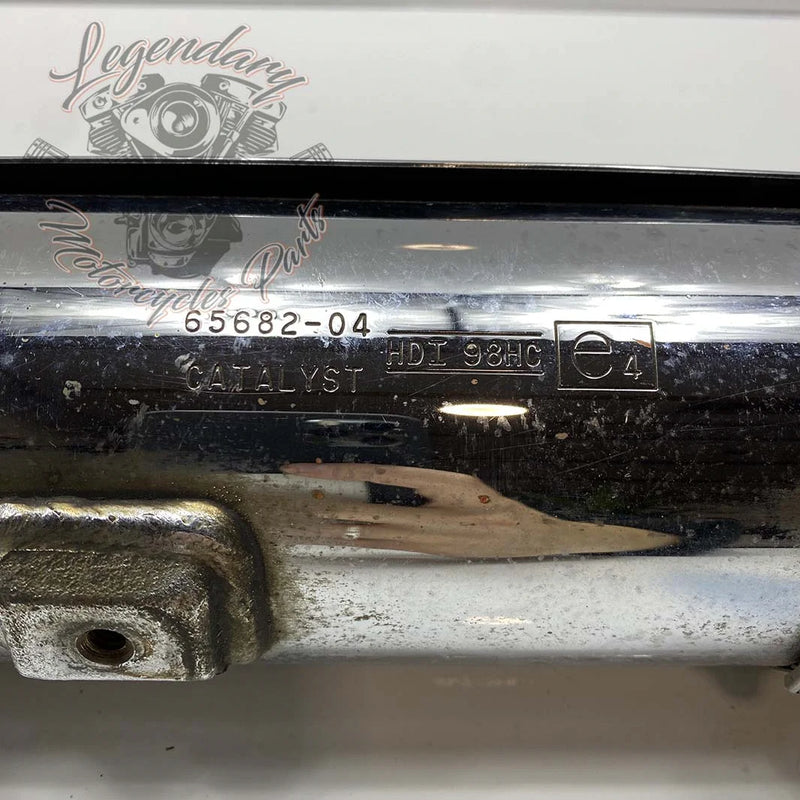 Legendary
Motorcycles Parts
65682-04
HDI 98HC
e4
CATALYST